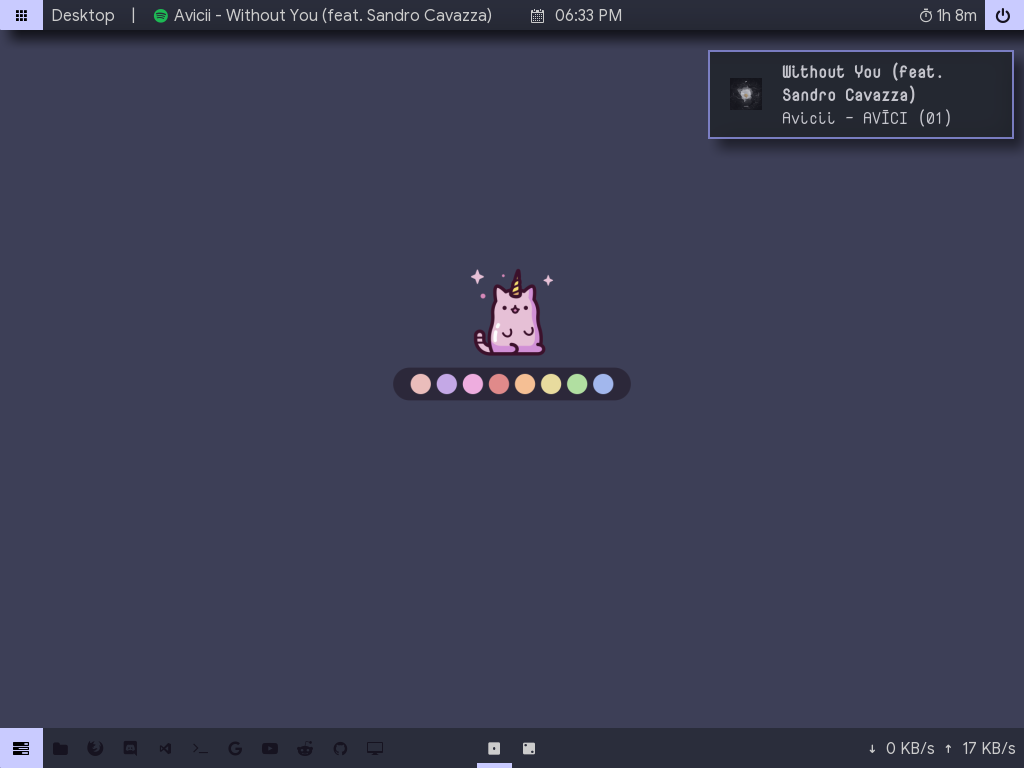 Desktop | Avicii - Without You (feat. Sandro Cavazza) 06:33 PM 1h 8m
Without You (feat.
Sandro Cavazza)
Avicii - AVĪCI (01)
↓ 0 KB/s ↑ 17 KB/s